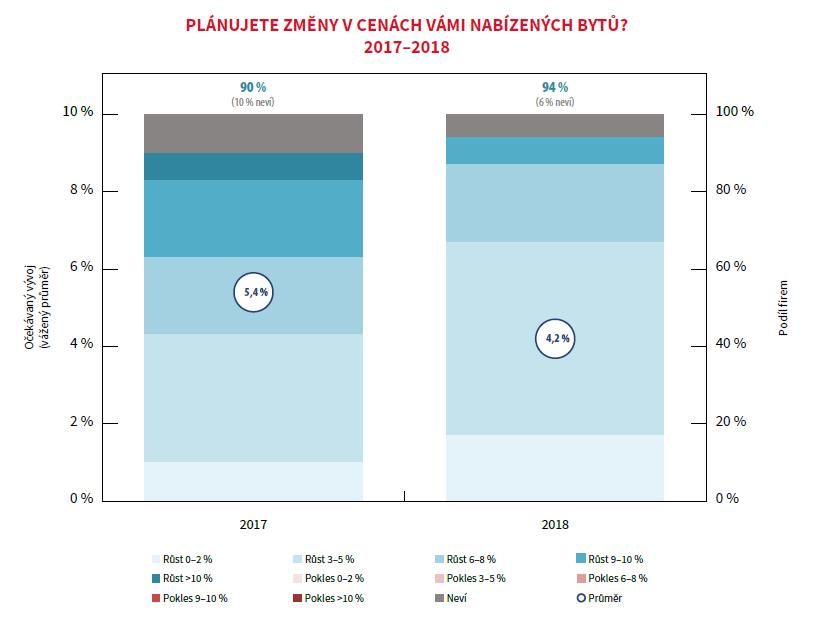 PLÁNUJETE ZMĚNY V CENÁCH VÁMI NABÍZENÝCH BYTŮ?
2017–2018
90 %
(10 % neví)
94 %
(6 % neví)
10 %
8 %
6 %
4 %
2 %
0 %
Očekávaný vývoj
(vážený průměr)
5,4 %
4,2 %
100 %
80 %
60 %
40 %
20 %
0 %
Podíl firem
2017
2018
Růst 0–2 %
Růst 3–5 %
Růst 6–8 %
Růst 9–10 %
Růst >10 %
Pokles 0–2 %
Pokles 3–5 %
Pokles 6–8 %
Pokles 9–10 %
Pokles >10 %
Neví
Průměr